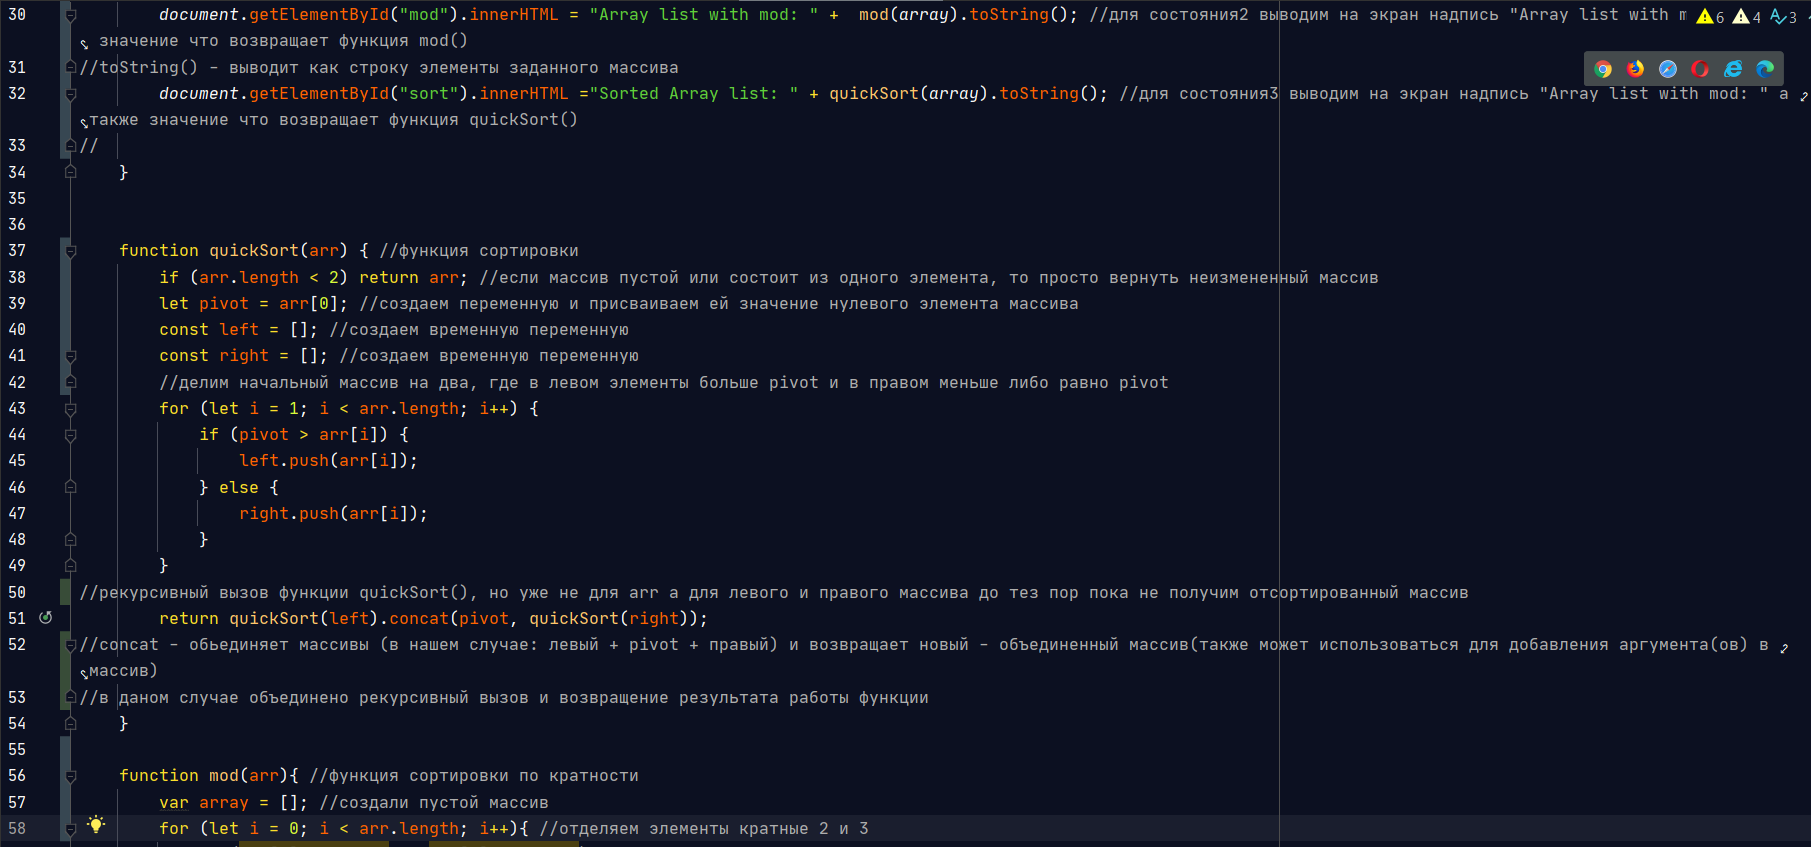 30 document.getElementById("mod").innerHTML = "Array list with mod: " + mod(array).toString(); //для состояния2 выводим на экран надпись "Array list with m 6 4 3
значение что возвращает функция mod()
31 //toString() - выводит как строку элементы заданного массива
32 document.getElementById("sort").innerHTML ="Sorted Array list: " + quickSort(array).toString(); //для состояния3 выводим на экран надпись "Array list with mod: " а
также значение что возвращает функция quickSort()
33 //
34 }
35
36
37 function quickSort(arr) { //функция сортировки
38 if (arr.length < 2) return arr; //если массив пустой или состоит из одного элемента, то просто вернуть неизмененный массив
39 let pivot = arr[0]; //создаем переменную и присваиваем ей значение нулевого элемента массива
40 const left = []; //создаем временную переменную
41 const right = []; //создаем временную переменную
42 //делим начальный массив на два, где в левом элементы больше pivot и в правом меньше либо равно pivot
43 for (let i = 1; i < arr.length; i++) {
44 if (pivot > arr[i]) {
45 left.push(arr[i]);
46 } else {
47 right.push(arr[i]);
48 }
49 }
50 //рекурсивный вызов функции quickSort(), но уже не для arr а для левого и правого массива до тез пор пока не получим отсортированный массив
51 return quickSort(left).concat(pivot, quickSort(right));
52 //concat - обьединяет массивы (в нашем случае: левый + pivot + правый) и возвращает новый - объединенный массив(также может использоваться для добавления аргумента(ов) в
массив)
53 //в даном случае объединено рекурсивный вызов и возвращение результата работы функции
54 }
55
56 function mod(arr){ //функция сортировки по кратности
57 var array = []; //создали пустой массив
58 for (let i = 0; i < arr.length; i++){ //отделяем элементы кратные 2 и 3